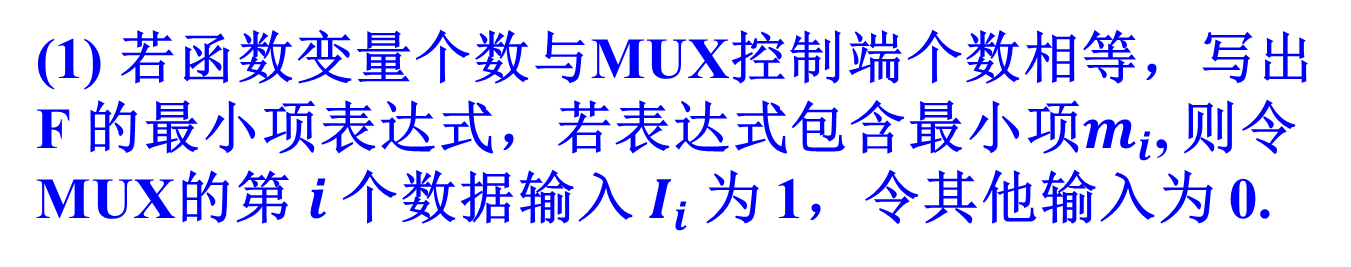 (1) 若函数变量个数与MUX控制端个数相等，写出
F 的最小项表达式，若表达式包含最小项$m_i$, 则令
MUX的第 $i$ 个数据输入 $I_i$ 为 1，令其他输入为 0.